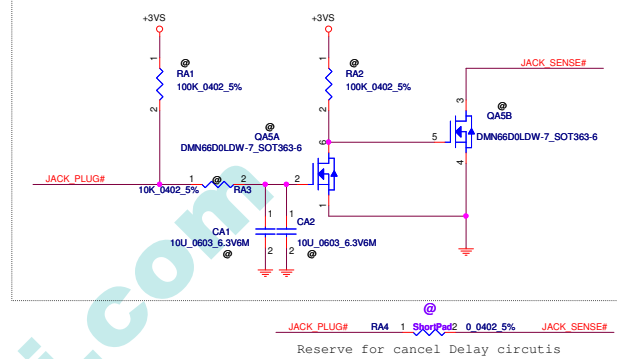 +3VS
+3VS
1
@
RA1
100K_0402_5%
2
1
@
RA2
100K_0402_5%
2
JACK_SENSE#
3
@
QA5B
5
DMN66D0LDW-7_SOT363-6
4
@
QA5A
DMN66D0LDW-7_SOT363-6
6
JACK_PLUG#
1
@
2
10K_0402_5%
RA3
2
1
1
1
CA2
CA1
10U_0603_6.3V6M
10U_0603_6.3V6M
2
2
@
@
@
JACK_PLUG#
RA4
1
ShortPad
2
0_0402_5%
JACK_SENSE#
Reserve for cancel Delay circutis
.com